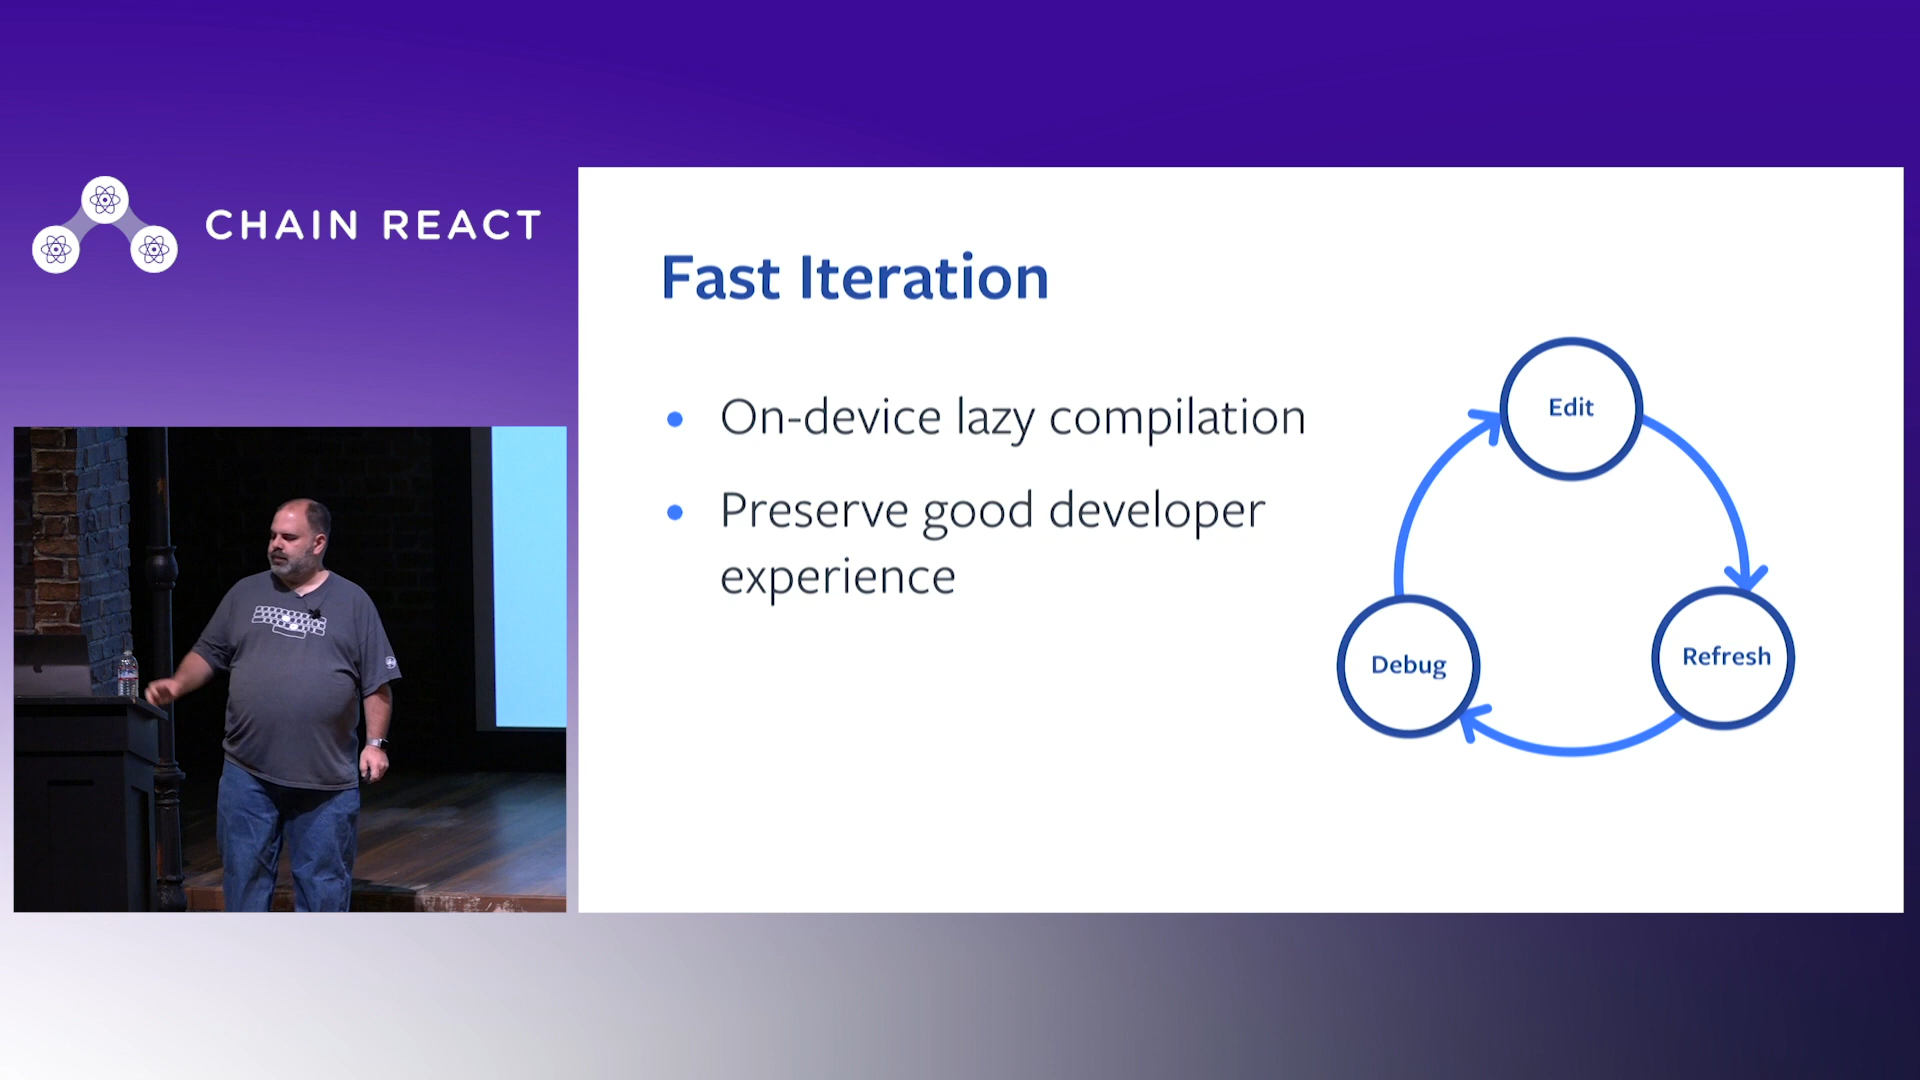 CHAIN REACT
Fast Iteration
On-device lazy compilation
Preserve good developer
experience
Edit
Refresh
Debug